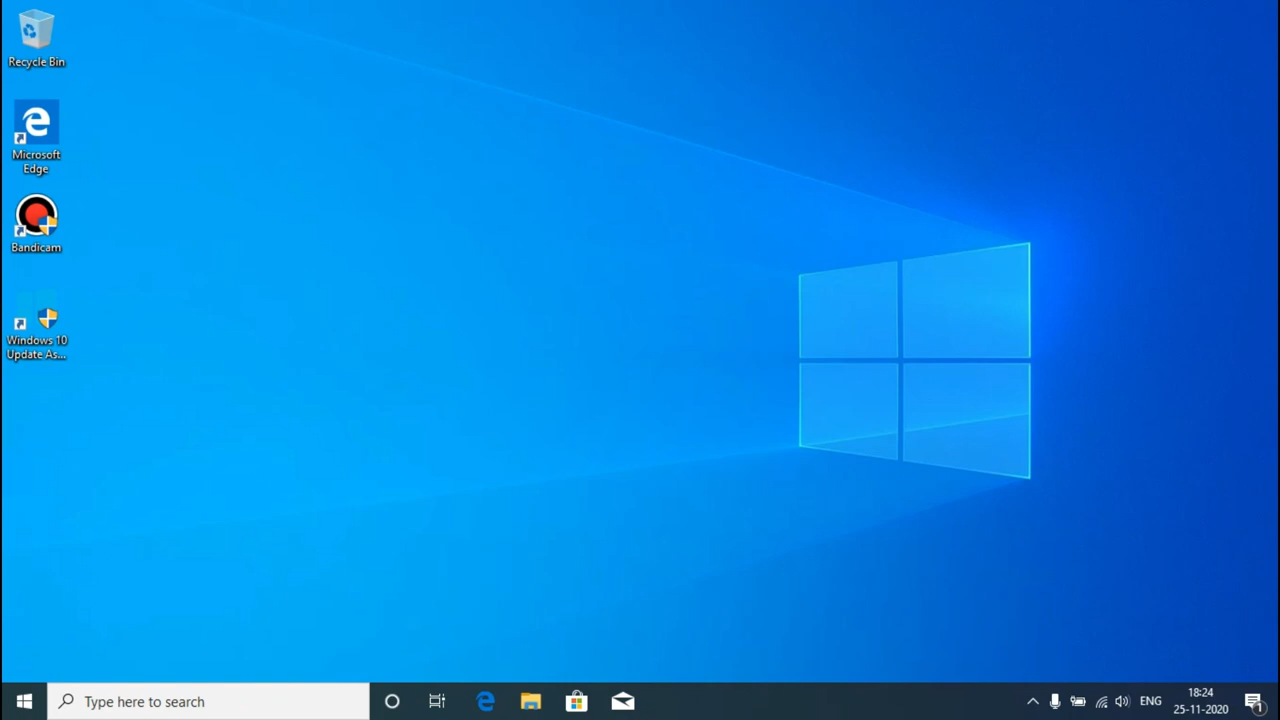 Recycle Bin
Microsoft
Edge
Bandicam
Windows 10
Update As...
Type here to search
ENG
18:24
25-11-2020
1